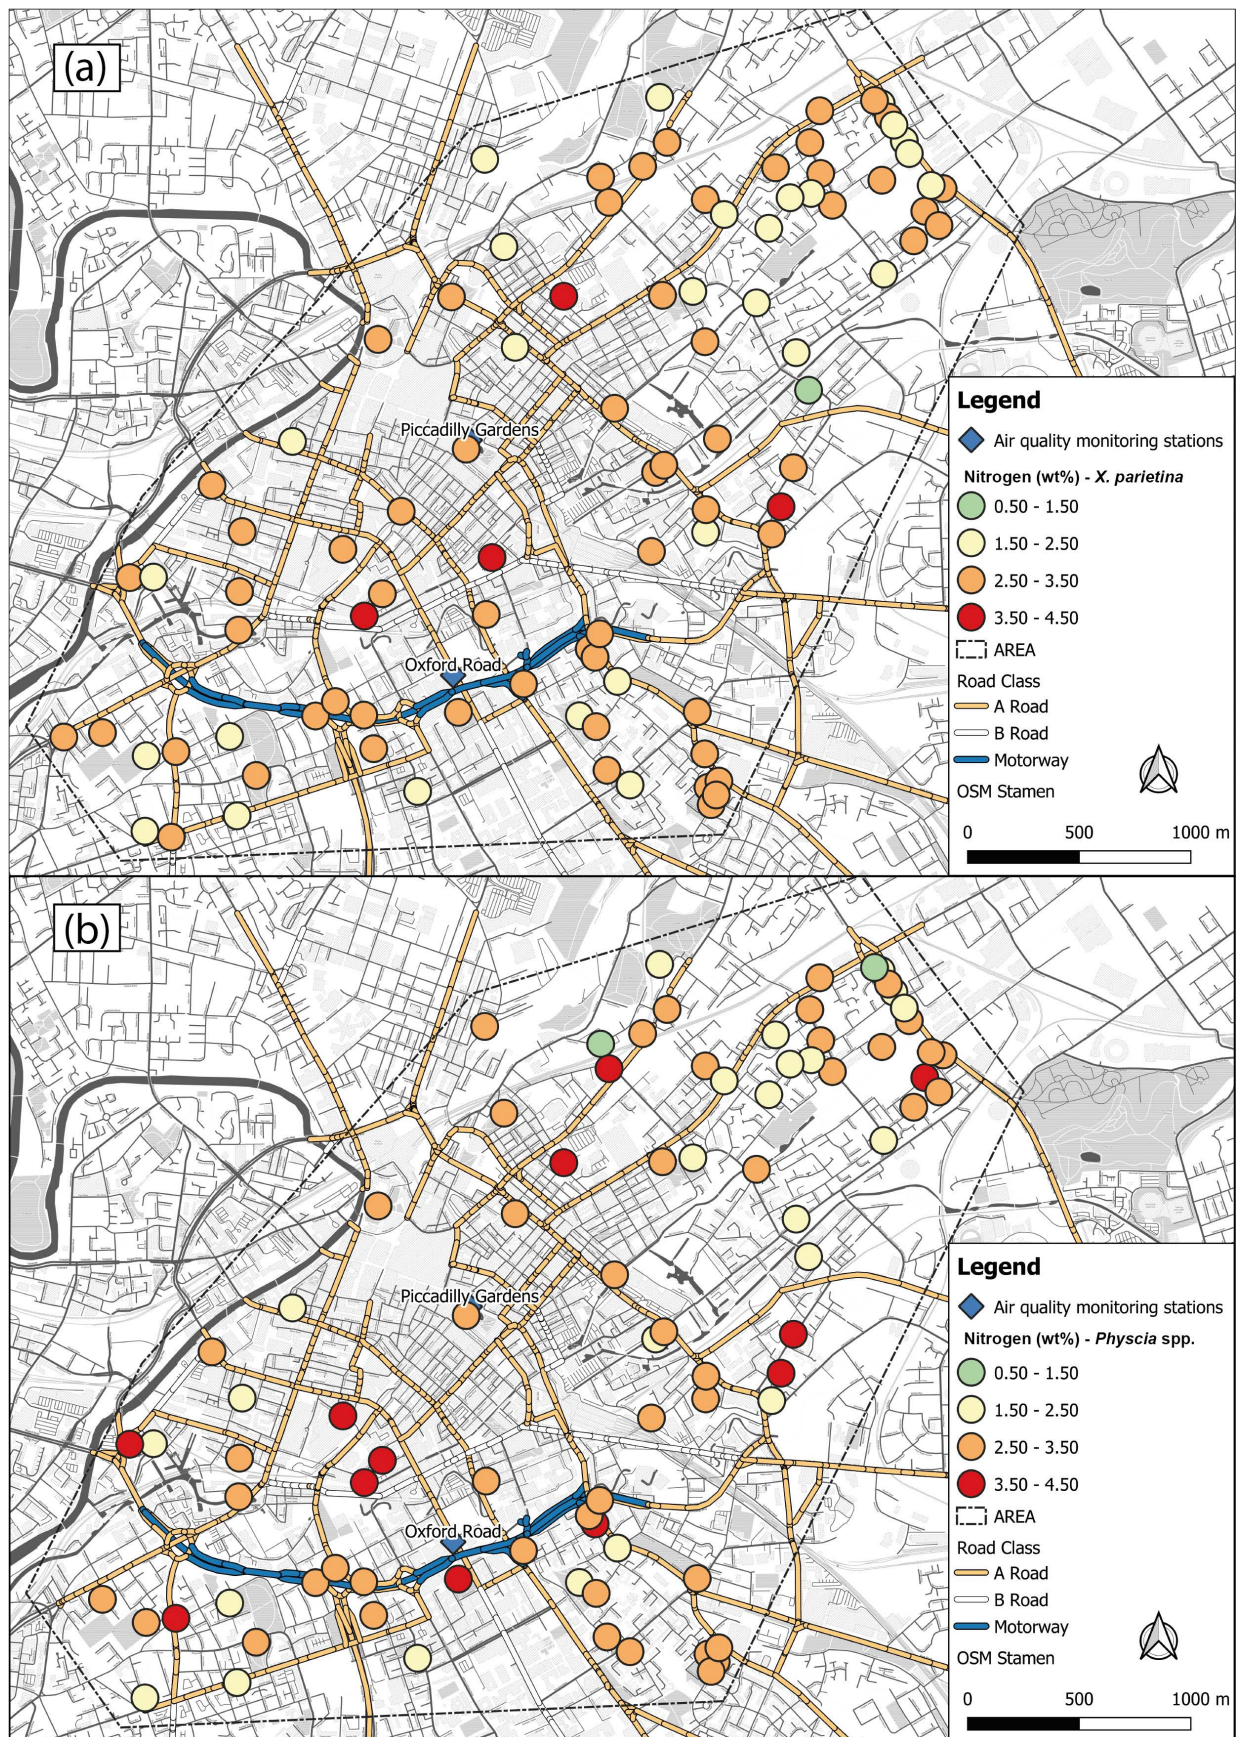 (a)
Piccadilly Gardens
Oxford Road
Legend
Air quality monitoring stations
Nitrogen (wt%) - X. parietina
0.50 - 1.50
1.50 - 2.50
2.50 - 3.50
3.50 - 4.50
AREA
Road Class
A Road
B Road
Motorway
OSM Stamen
0 500 1000 m
(b)
Piccadilly Gardens
Oxford Road
Legend
Air quality monitoring stations
Nitrogen (wt%) - Physcia spp.
0.50 - 1.50
1.50 - 2.50
2.50 - 3.50
3.50 - 4.50
AREA
Road Class
A Road
B Road
Motorway
OSM Stamen
0 500 1000 m